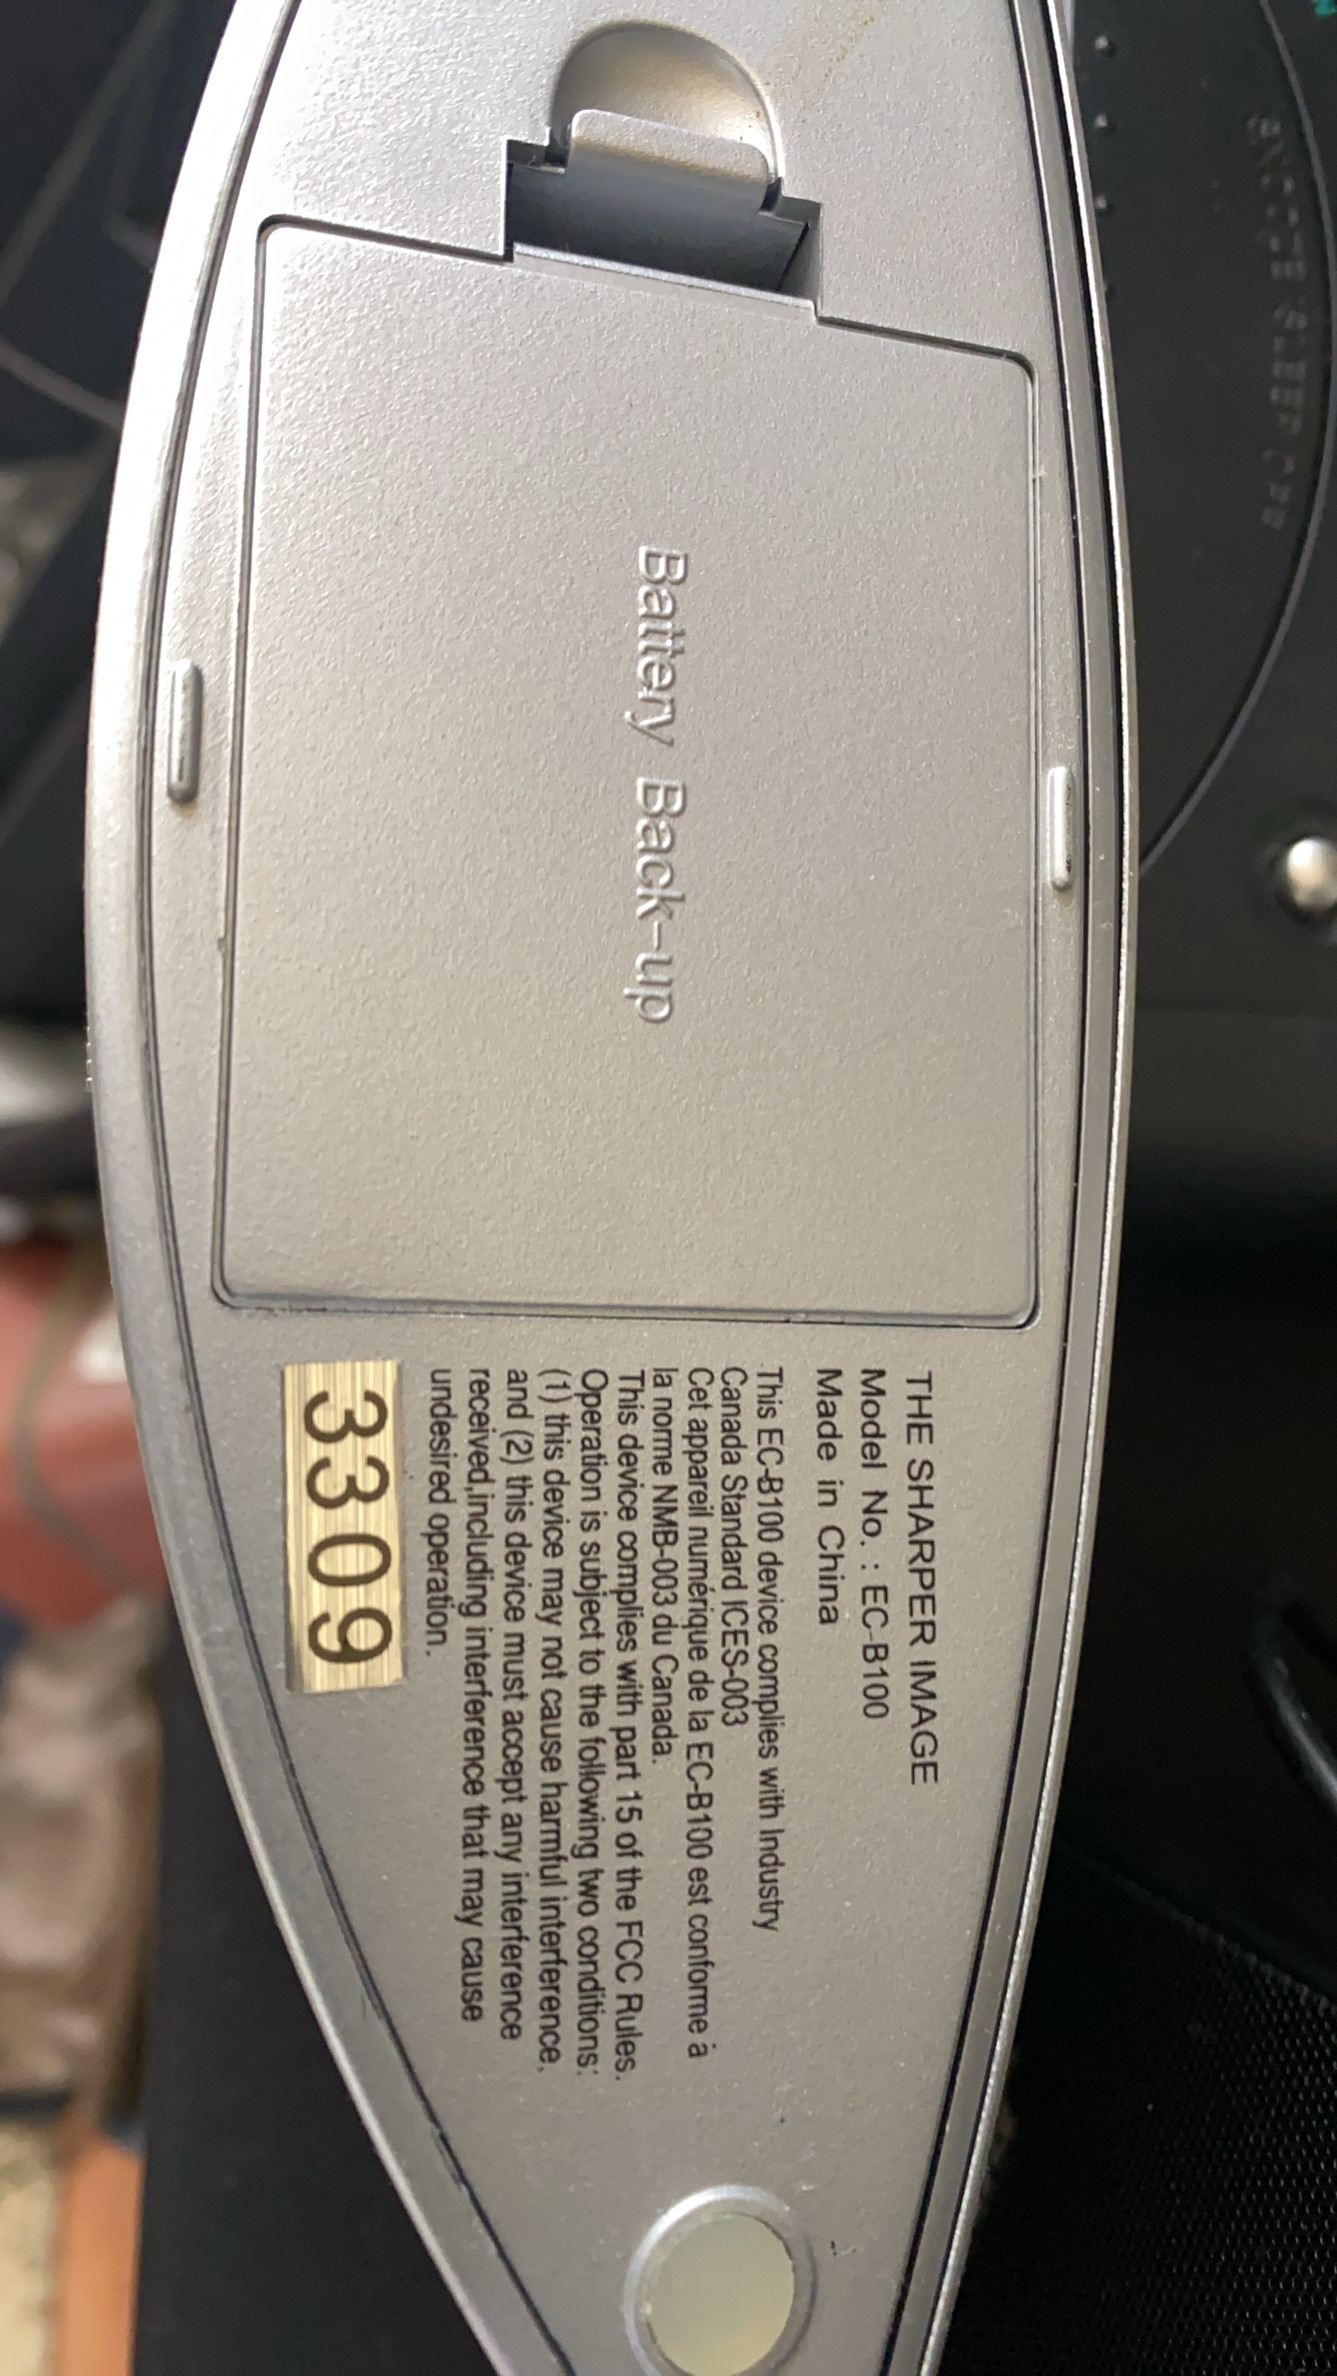 Battery Back-up
THE SHARPER IMAGE
Model No. : EC-B100
Made in China
This EC-B100 device complies with Industry
Canada Standard ICES-003
Cet appareil numérique de la EC-B100 est conforme à
la norme NMB-003 du Canada.
This device complies with part 15 of the FCC Rules.
Operation is subject to the following two conditions:
(1) this device may not cause harmful interference,
and (2) this device must accept any interference
received,including interference that may cause
undesired operation.
3309